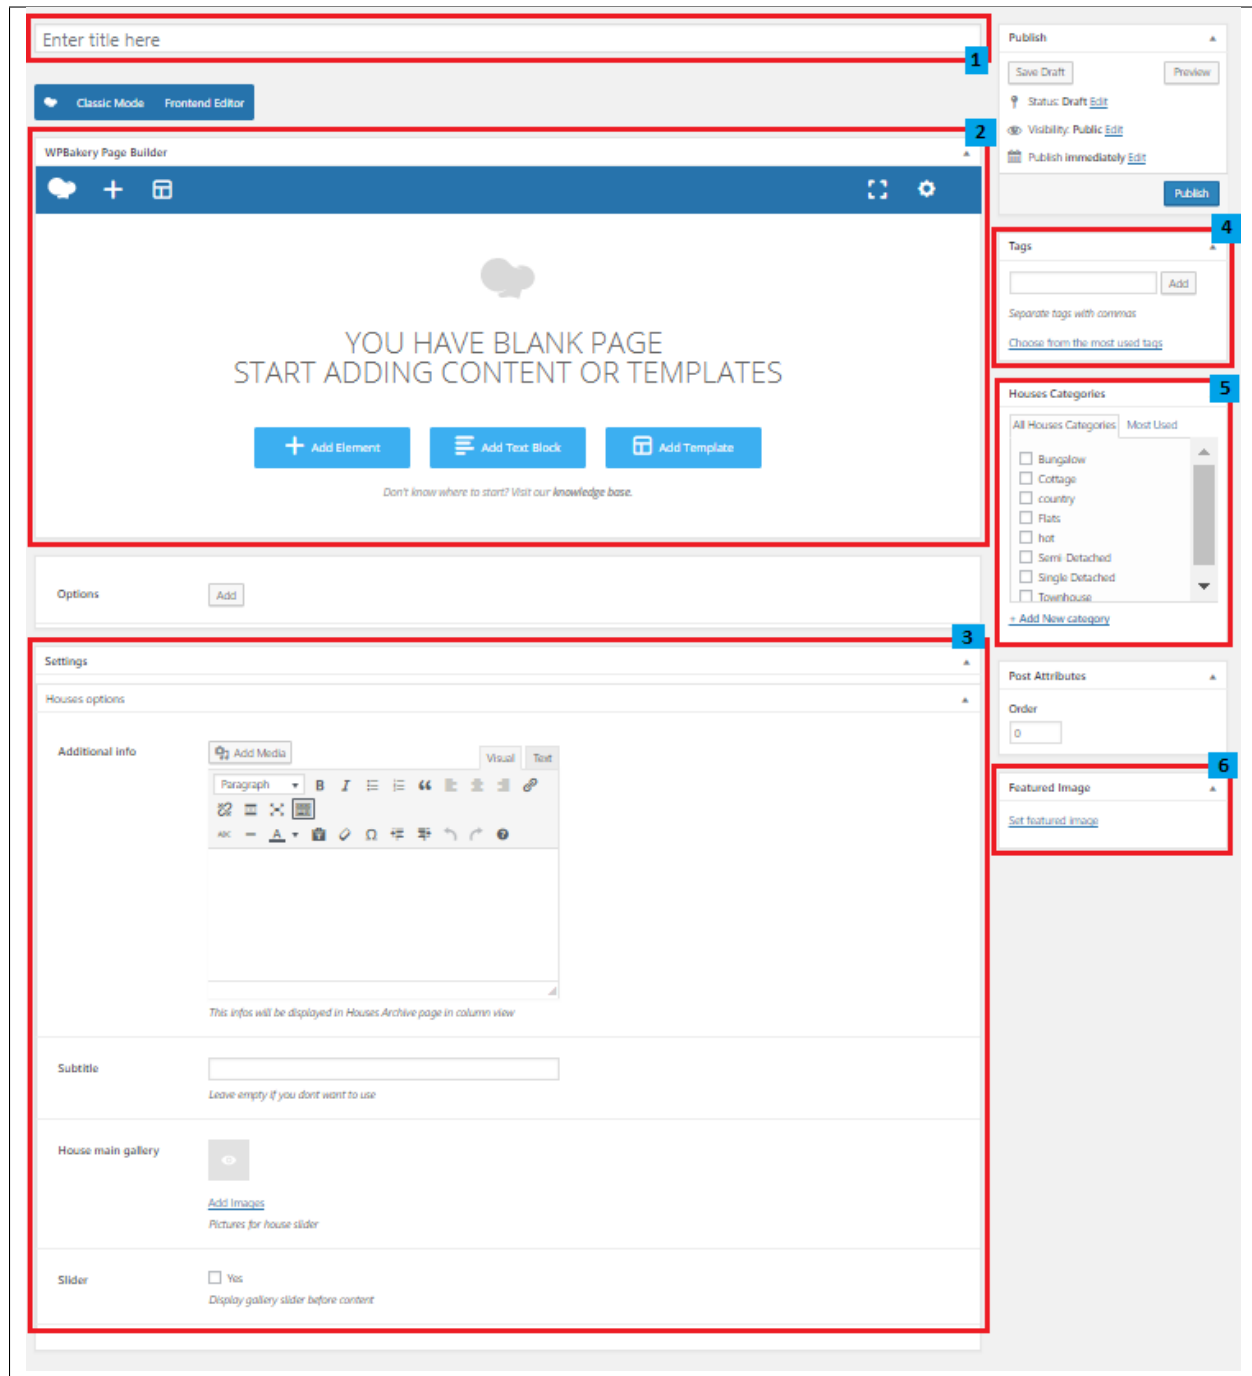 Enter title here
1
Classic Mode Frontend Editor
2
WPBakery Page Builder
YOU HAVE BLANK PAGE
START ADDING CONTENT OR TEMPLATES
Add Element Add Text Block Add Template
Don't know where to start? Visit our knowledge base.
Options Add
3
Settings
Houses options
Additional info
Add Media
Visual Text
Paragraph
B I
ABC A Ω
This infos will be displayed in Houses Archive page in column view
Subtitle
Leave empty if you dont want to use
House main gallery
Add Images
Pictures for house slider
Slider
Yes
Display gallery slider before content
Publish
Save Draft Preview
Status: Draft Edit
Visibility: Public Edit
Publish immediately Edit
Publish
4
Tags
Add
Separate tags with commas
Choose from the most used tags
5
Houses Categories
All Houses Categories Most Used
Bungalow
Cottage
country
Flats
hot
Semi-Detached
Single Detached
Townhouse
+ Add New category
Post Attributes
Order
0
6
Featured Image
Set featured image